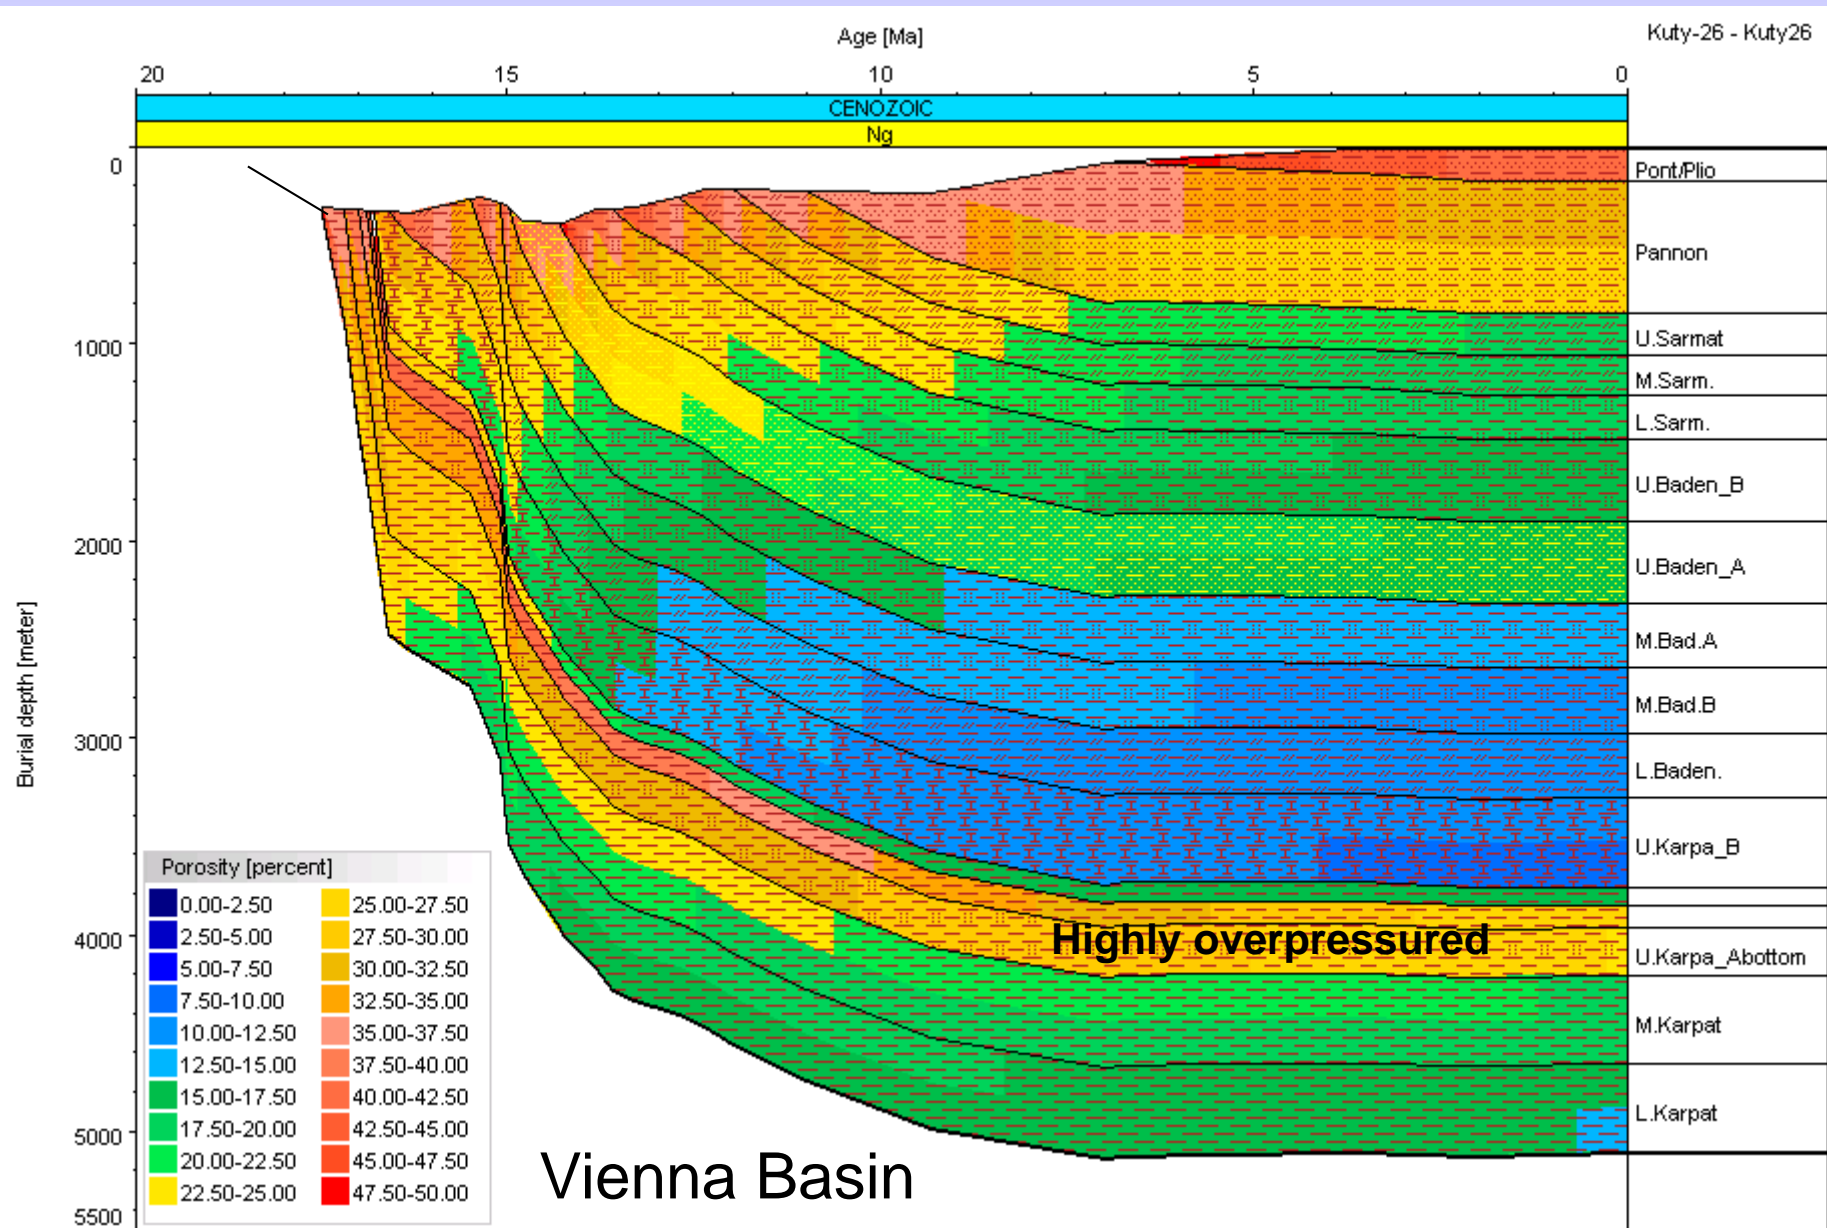 Age [Ma]
Kuty-26 - Kuty26
20 15 10 5 0
CENOZOIC
Ng
0
1000
2000
3000
4000
5000
5500
Burial depth [meter]
Pont/Plio
Pannon
U.Sarmat
M.Sarm.
L.Sarm.
U.Baden_B
U.Baden_A
M.Bad.A
M.Bad.B
L.Baden.
U.Karpa_B
U.Karpa_Abottom
M.Karpat
L.Karpat
Highly overpressured
Porosity [percent]
0.00-2.50 25.00-27.50
2.50-5.00 27.50-30.00
5.00-7.50 30.00-32.50
7.50-10.00 32.50-35.00
10.00-12.50 35.00-37.50
12.50-15.00 37.50-40.00
15.00-17.50 40.00-42.50
17.50-20.00 42.50-45.00
20.00-22.50 45.00-47.50
22.50-25.00 47.50-50.00
Vienna Basin